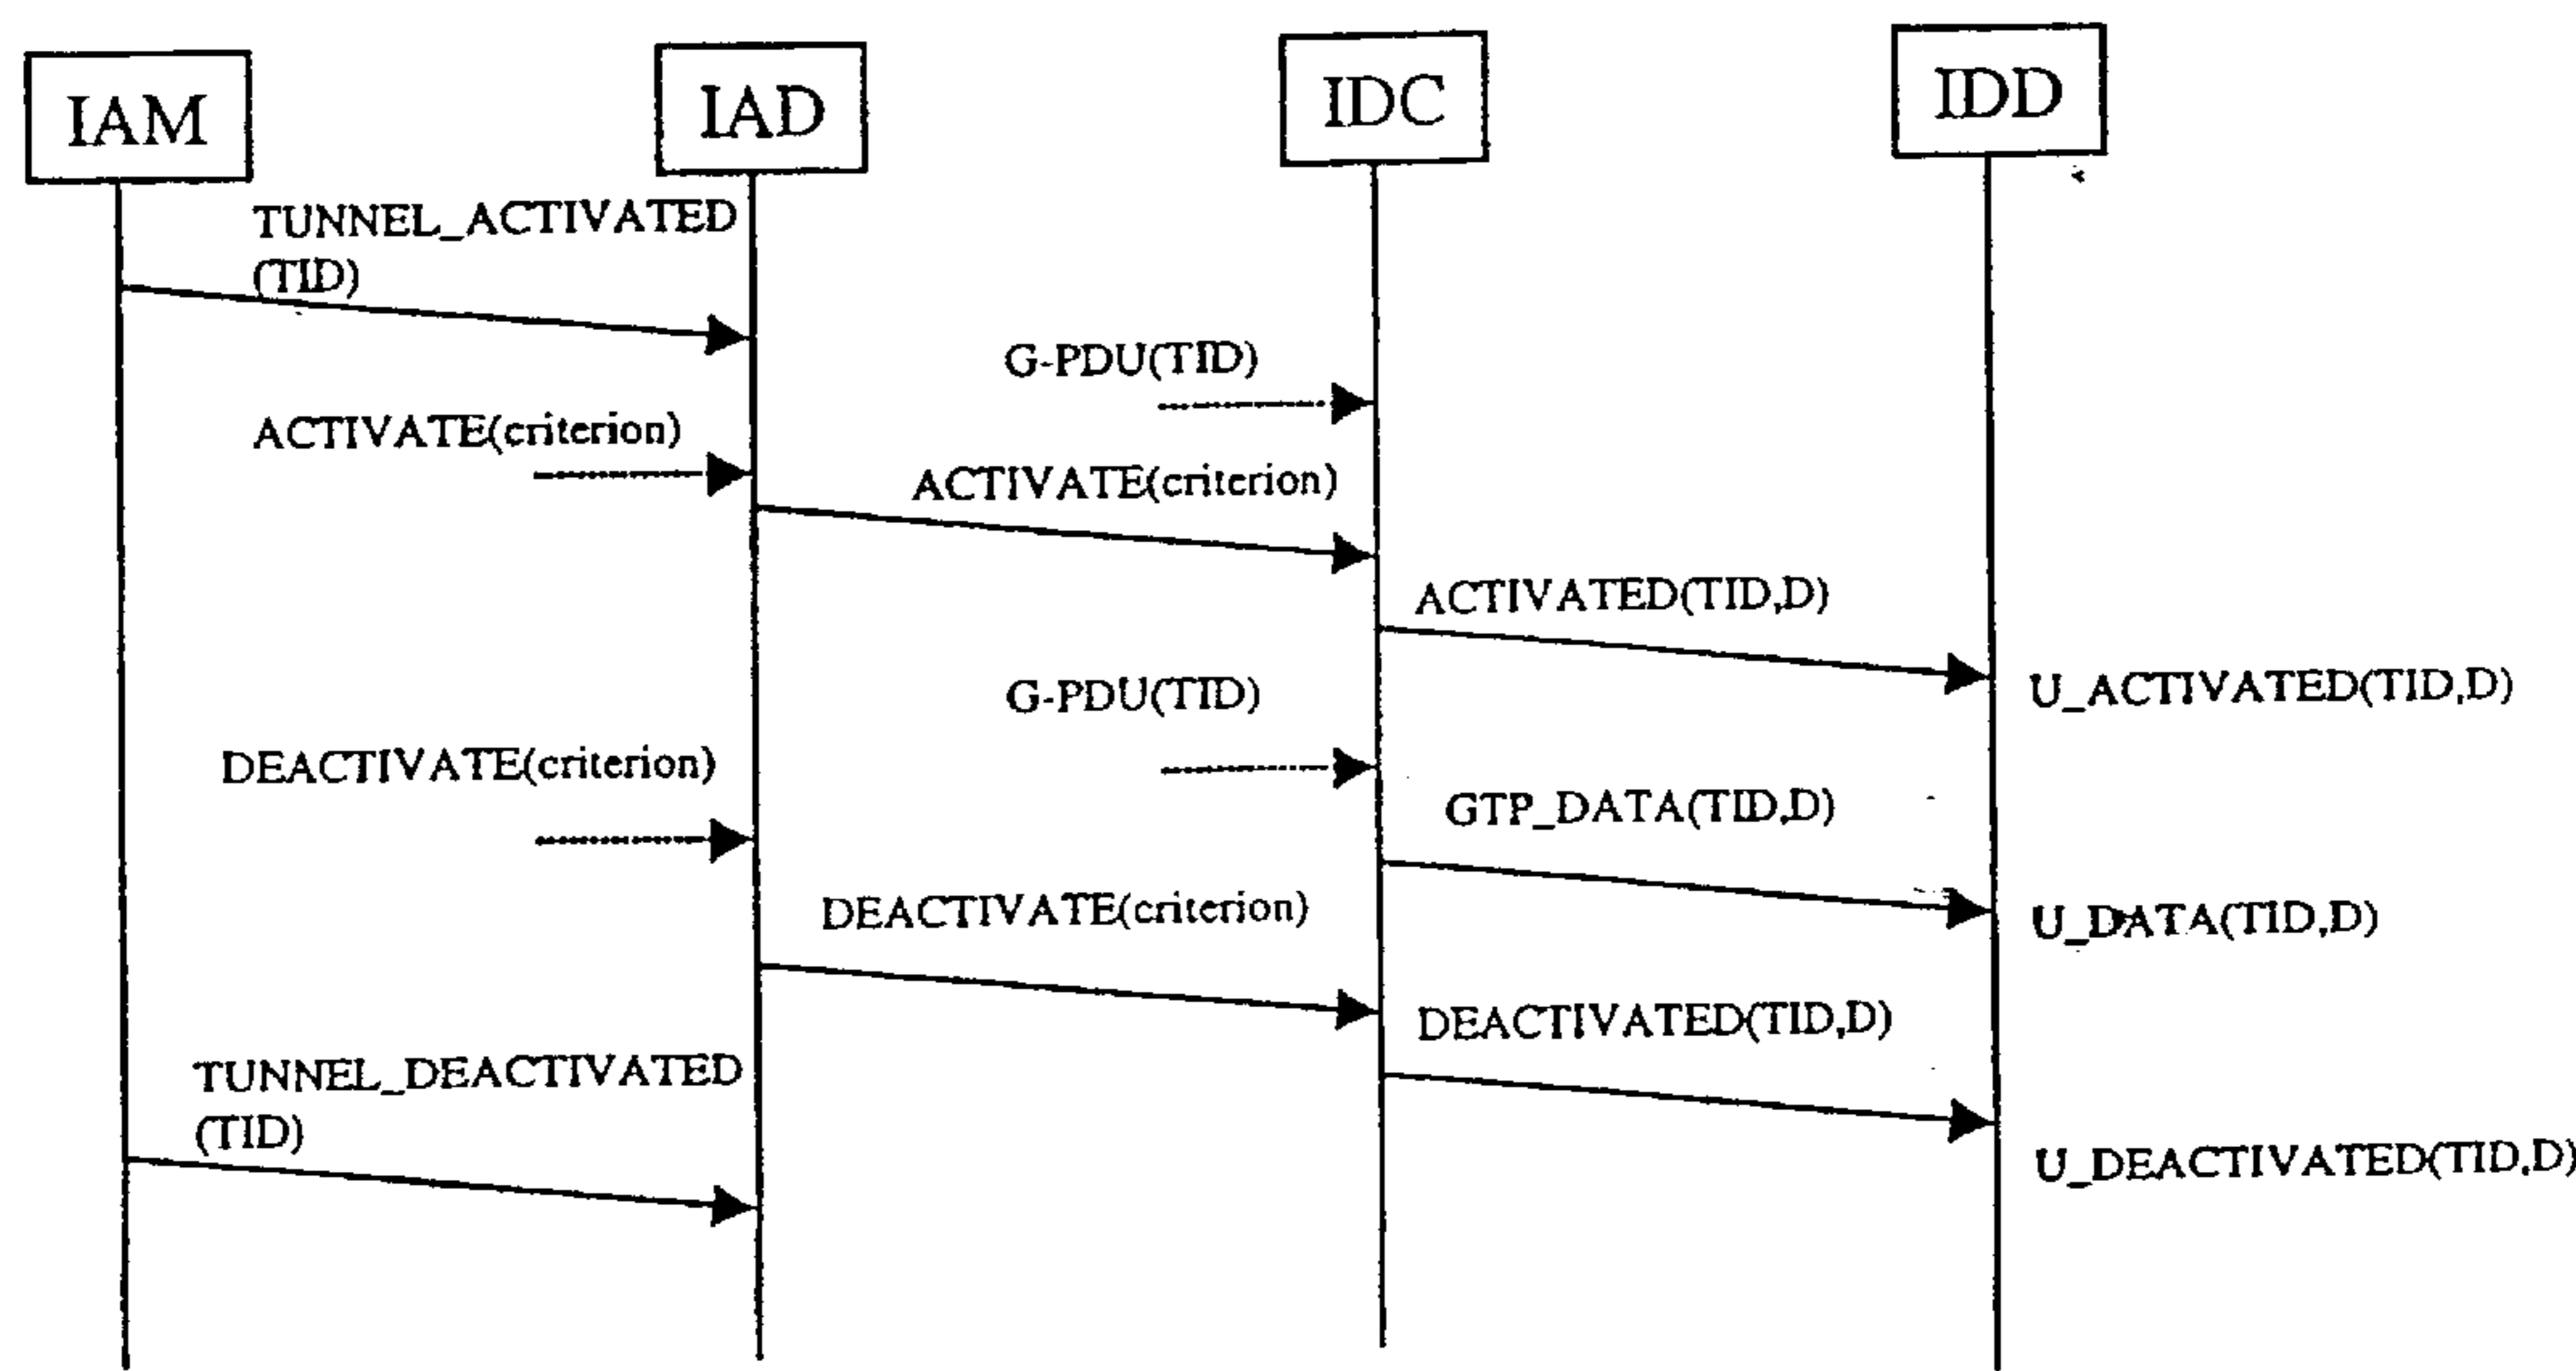 IAM
IAD
IDC
IDD
TUNNEL_ACTIVATED
(TID)
G-PDU(TID)
ACTIVATE(criterion)
ACTIVATE(criterion)
ACTIVATED(TID,D)
U_ACTIVATED(TID,D)
G-PDU(TID)
DEACTIVATE(criterion)
GTP_DATA(TID,D)
U_DATA(TID,D)
DEACTIVATE(criterion)
DEACTIVATED(TID,D)
TUNNEL_DEACTIVATED
(TID)
U_DEACTIVATED(TID,D)